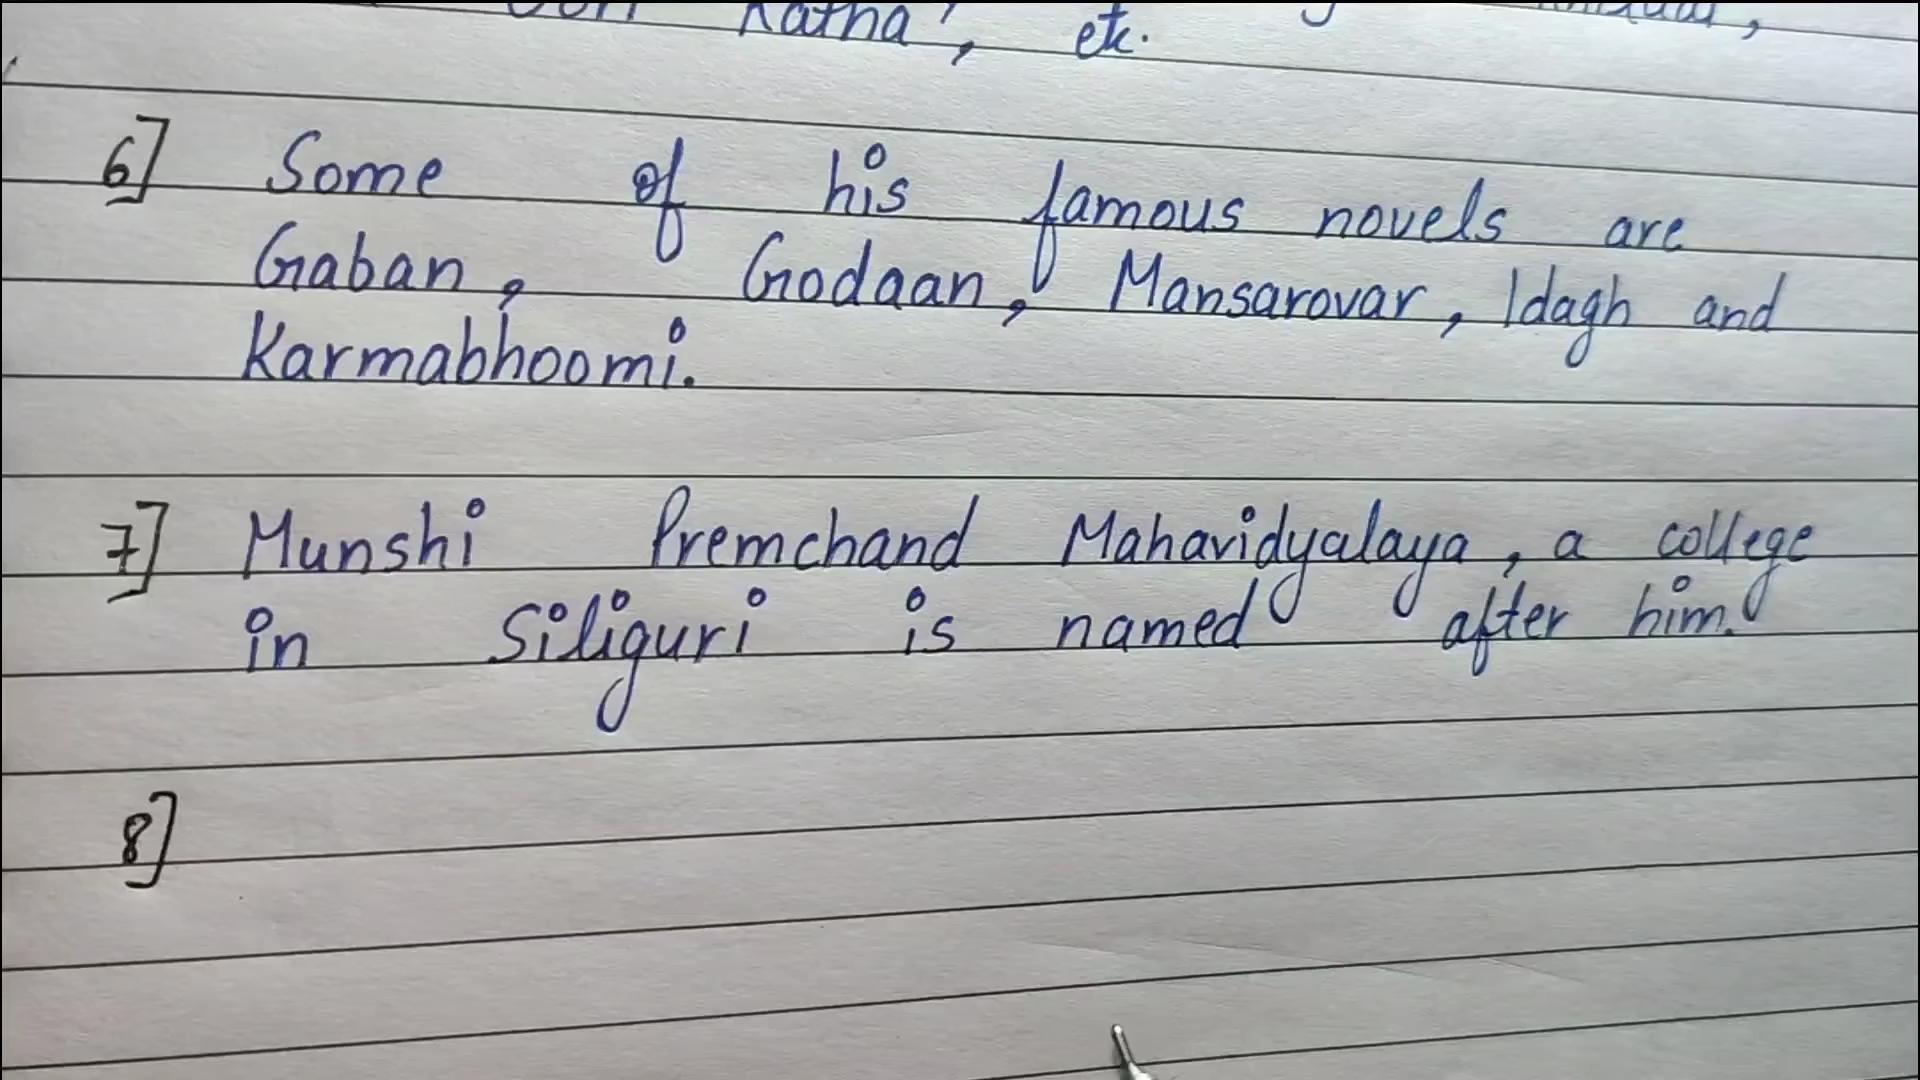 Katha', etc.
6] Some of his famous novels are
Gaban, Godaan, Mansarovar, Idagh and
Karmabhoomi.
7] Munshi Premchand Mahavidyalaya, a college
in Siliguri is named after him.
8]